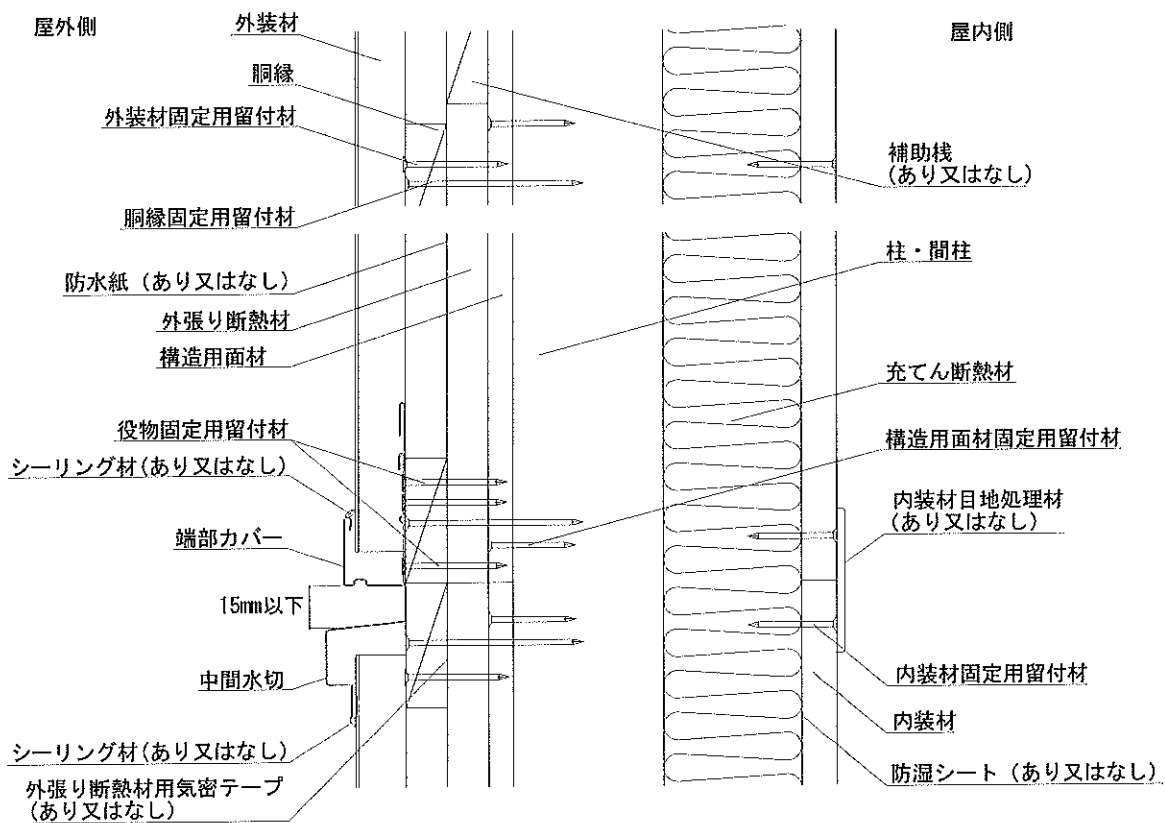 屋外側
外装材
屋内側
胴縁
外装材固定用留付材
補助桟
(あり又はなし)
胴縁固定用留付材
柱・間柱
防水紙(あり又はなし)
外張り断熱材
構造用面材
充てん断熱材
役物固定用留付材
構造用面材固定用留付材
シーリング材(あり又はなし)
内装材目地処理材
(あり又はなし)
端部カバー
15mm以下
中間水切
内装材固定用留付材
内装材
シーリング材(あり又はなし)
防湿シート(あり又はなし)
外張り断熱材用気密テープ
(あり又はなし)